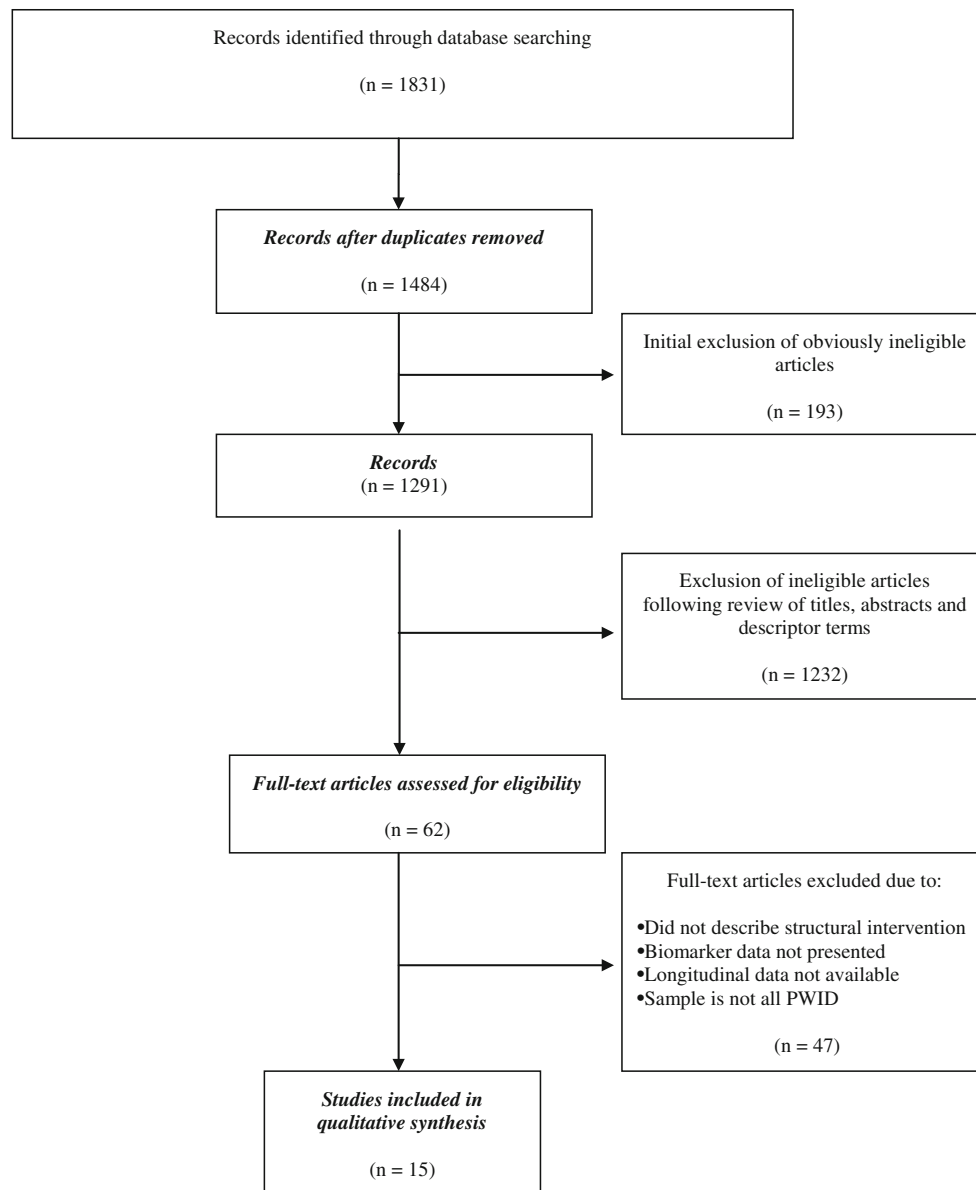 Records identified through database searching
(n = 1831)
Records after duplicates removed
(n = 1484)
Initial exclusion of obviously ineligible
articles
(n = 193)
Records
(n = 1291)
Exclusion of ineligible articles
following review of titles, abstracts and
descriptor terms
(n = 1232)
Full-text articles assessed for eligibility
(n = 62)
Full-text articles excluded due to:
•Did not describe structural intervention
•Biomarker data not presented
•Longitudinal data not available
•Sample is not all PWID
(n = 47)
Studies included in
qualitative synthesis
(n = 15)